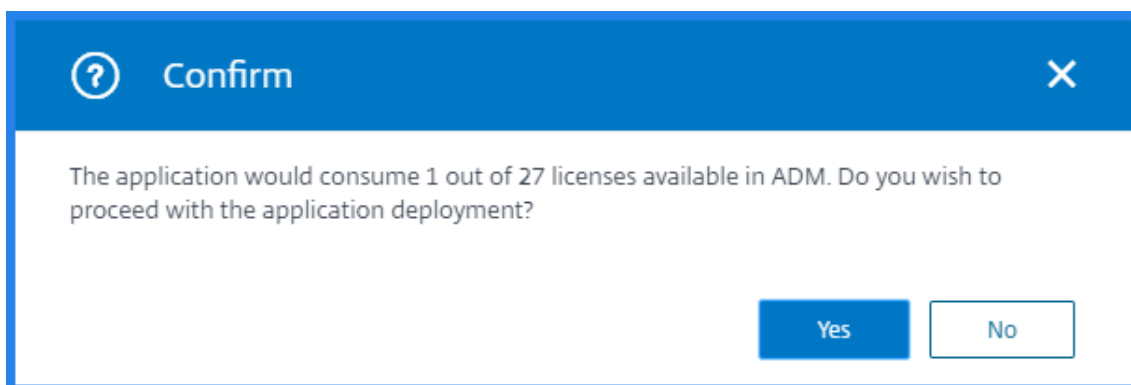 Confirm
The application would consume 1 out of 27 licenses available in ADM. Do you wish to
proceed with the application deployment?
Yes
No